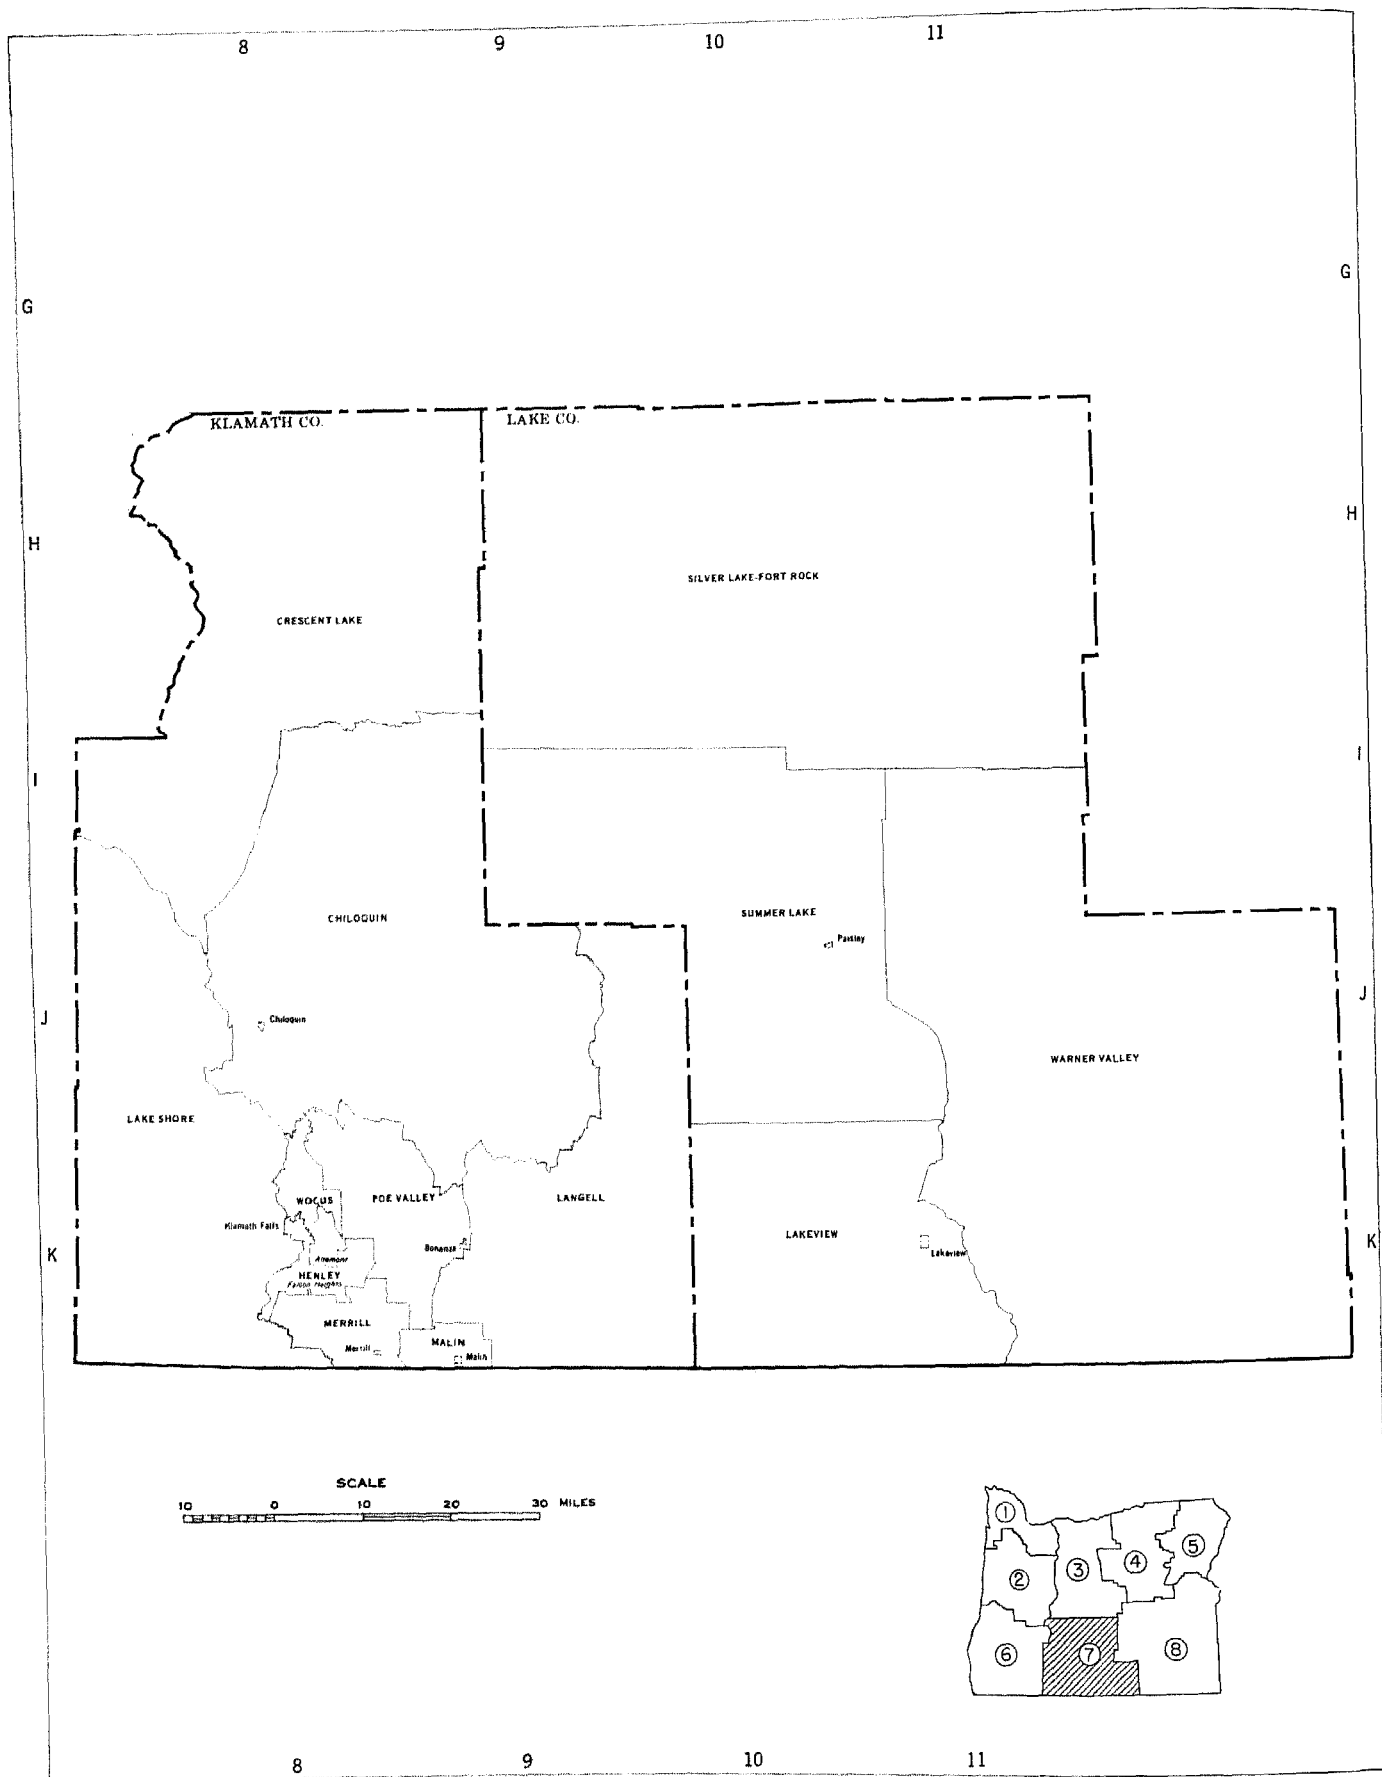 8 9 10 11
G G
KLAMATH CO. LAKE CO.
H H
SILVER LAKE-FORT ROCK
CRESCENT LAKE
I I
CHILOQUIN
SUMMER LAKE
Paisley
J J
Chiloquin
WARNER VALLEY
LAKE SHORE
WOCUS
POE VALLEY
LANGELL
Klamath Falls
LAKEVIEW
K K
Bonanza
Lakeview
Altamont
HENLEY
Falcon Heights
MERRILL
MALIN
Merrill
Malin
SCALE
10 0 10 20 30 MILES
1
2
3
4
5
6
7
8
8 9 10 11